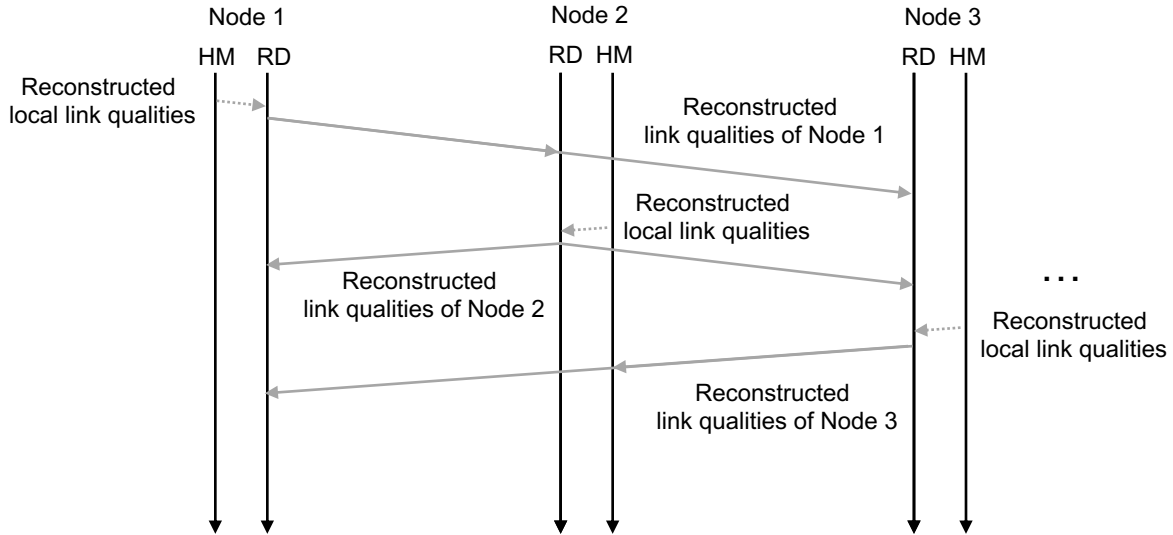 Node 1
Node 2
Node 3
HM RD
RD HM
RD HM
Reconstructed
local link qualities
Reconstructed
link qualities of Node 1
Reconstructed
local link qualities
Reconstructed
link qualities of Node 2
...
Reconstructed
local link qualities
Reconstructed
link qualities of Node 3